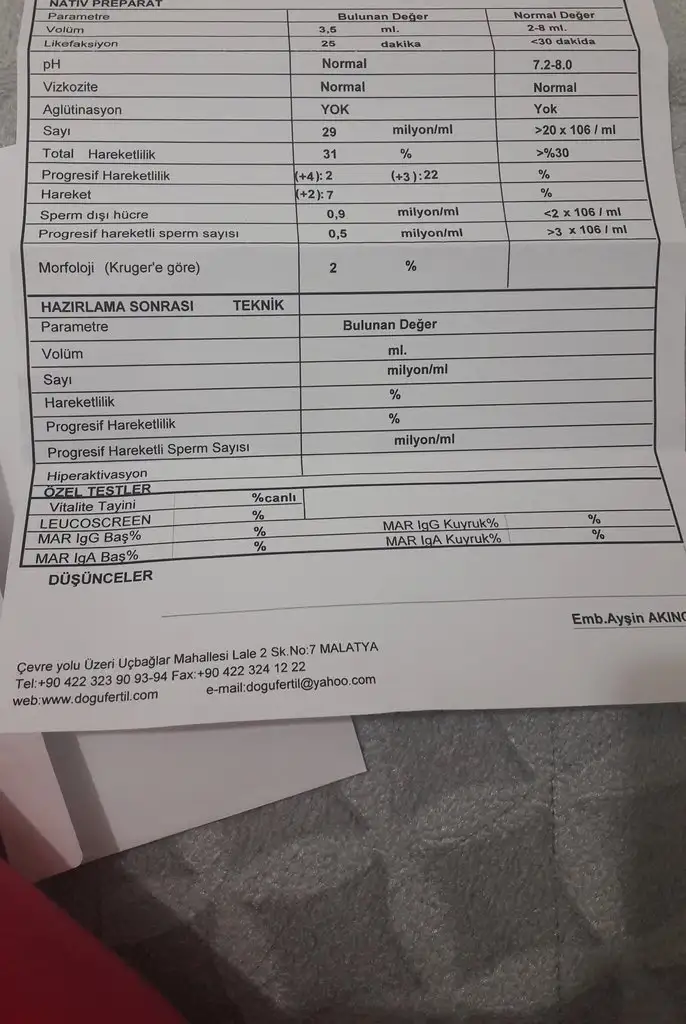 NATİV PREPARAT
Parametre Bulunan Değer Normal Değer
Volüm 3,5 ml. 2-8 ml.
Likefaksiyon 25 dakika <30 dakida
pH Normal 7.2-8.0
Vizkozite Normal Normal
Aglütinasyon YOK Yok
Sayı 29 milyon/ml >20 x 106 / ml
Total Hareketlilik 31 % >%30
Progresif Hareketlilik (+4): 2 (+3):22 %
Hareket (+2): 7 %
Sperm dışı hücre 0,9 milyon/ml <2 x 106 / ml
Progresif hareketli sperm sayısı 0,5 milyon/ml >3 x 106 / ml
Morfoloji (Kruger'e göre) 2 %
HAZIRLAMA SONRASI TEKNİK
Parametre Bulunan Değer
Volüm ml.
Sayı milyon/ml
Hareketlilik %
Progresif Hareketlilik %
Progresif Hareketli Sperm Sayısı milyon/ml
Hiperaktivasyon
ÖZEL TESTLER
Vitalite Tayini %canlı
LEUCOSCREEN %
MAR IgG Baş% % MAR IgG Kuyruk% %
MAR IgA Baş% % MAR IgA Kuyruk% %
DÜŞÜNCELER
Emb.Ayşin AKINC
Çevre yolu Üzeri Uçbağlar Mahallesi Lale 2 Sk.No:7 MALATYA
Tel:+90 422 323 90 93-94 Fax:+90 422 324 12 22
web:www.dogufertil.com e-mail:dogufertil@yahoo.com